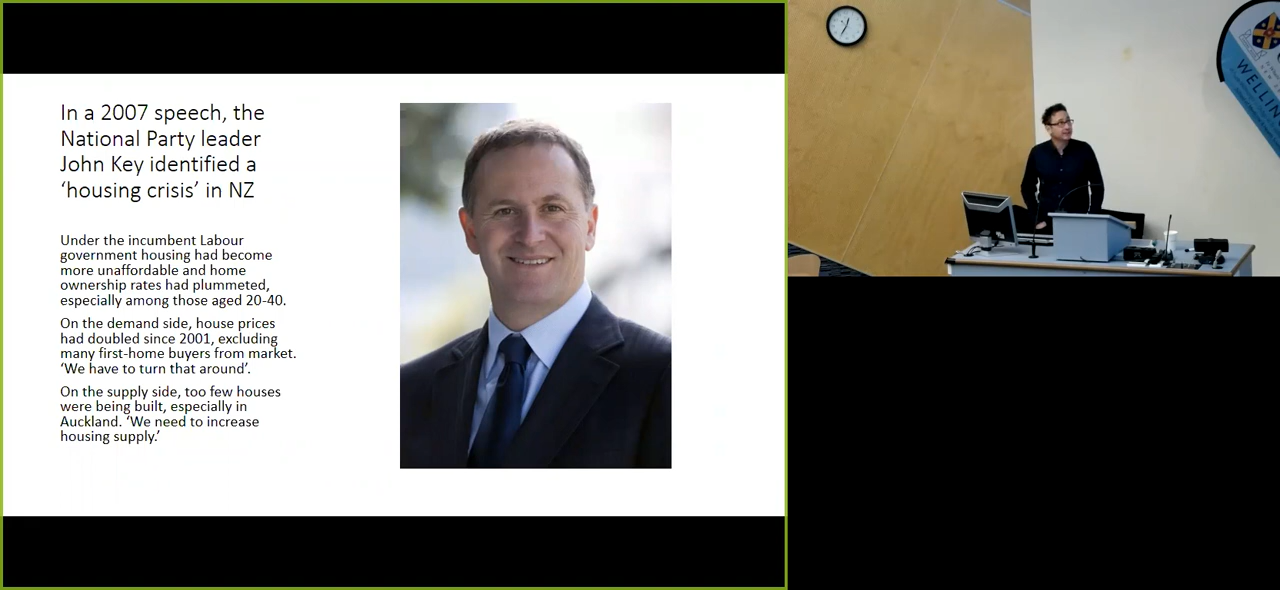 In a 2007 speech, the
National Party leader
John Key identified a
‘housing crisis’ in NZ
Under the incumbent Labour
government housing had become
more unaffordable and home
ownership rates had plummeted,
especially among those aged 20-40.
On the demand side, house prices
had doubled since 2001, excluding
many first-home buyers from market.
‘We have to turn that around’.
On the supply side, too few houses
were being built, especially in
Auckland. ‘We need to increase
housing supply.’
WELLIN